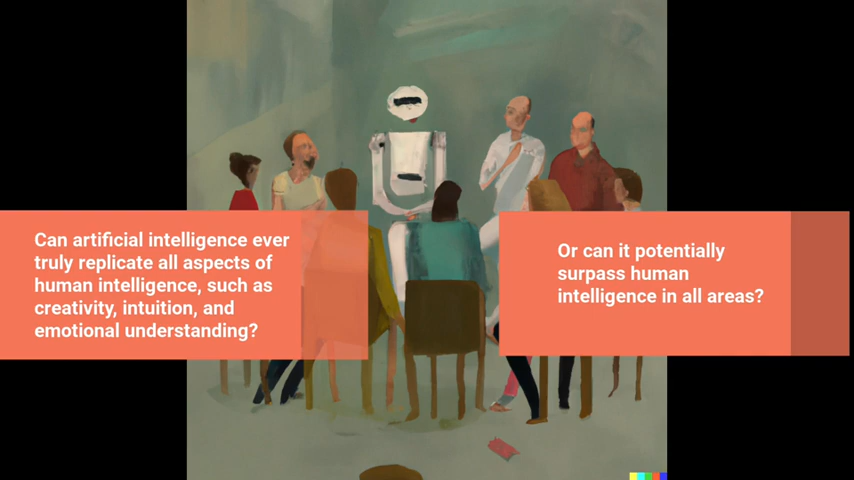 Can artificial intelligence ever
truly replicate all aspects of
human intelligence, such as
creativity, intuition, and
emotional understanding?
Or can it potentially
surpass human
intelligence in all areas?